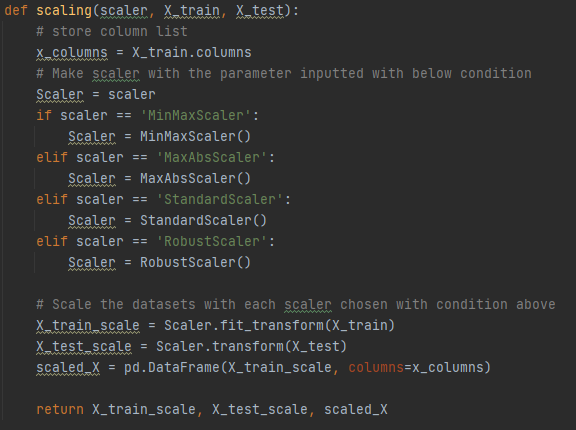 def scaling(scaler, X_train, X_test):
    # store column list
    x_columns = X_train.columns
    # Make scaler with the parameter inputted with below condition
    Scaler = scaler
    if scaler == 'MinMaxScaler':
        Scaler = MinMaxScaler()
    elif scaler == 'MaxAbsScaler':
        Scaler = MaxAbsScaler()
    elif scaler == 'StandardScaler':
        Scaler = StandardScaler()
    elif scaler == 'RobustScaler':
        Scaler = RobustScaler()

    # Scale the datasets with each scaler chosen with condition above
    X_train_scale = Scaler.fit_transform(X_train)
    X_test_scale = Scaler.transform(X_test)
    scaled_X = pd.DataFrame(X_train_scale, columns=x_columns)

    return X_train_scale, X_test_scale, scaled_X